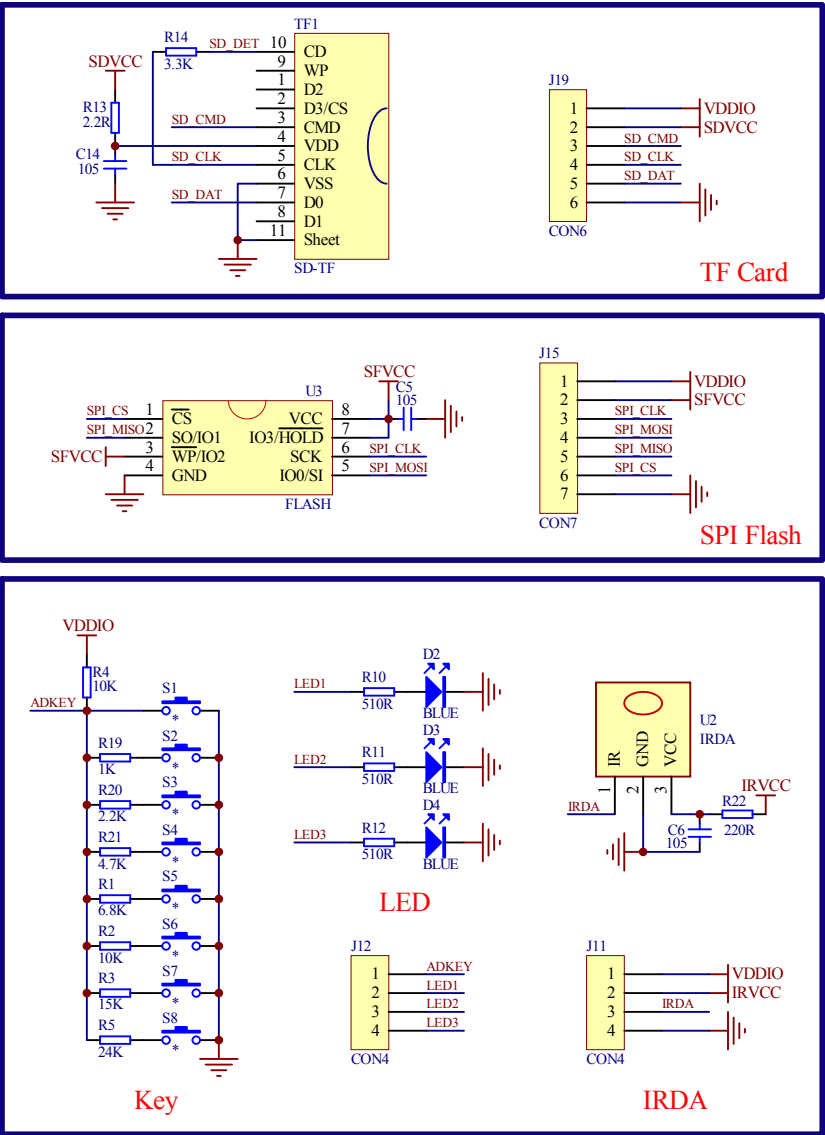 TF1
R14
SD_DET
10
CD
3.3K
SDVCC
9
WP
1
D2
R13
2.2R
2
D3/CS
SD_CMD
3
CMD
4
VDD
C14
105
SD_CLK
5
CLK
6
VSS
SD_DAT
7
D0
8
D1
11
Sheet
SD-TF
J19
1
VDDIO
2
SDVCC
3
SD_CMD
4
SD_CLK
5
SD_DAT
6
CON6
TF Card
U3
SFVCC
C5
105
SPI_CS
1
CS
VCC
8
SPI_MISO
2
SO/IO1
IO3/HOLD
7
SFVCC
3
WP/IO2
SCK
6
SPI_CLK
4
GND
IO0/SI
5
SPI_MOSI
FLASH
J15
1
VDDIO
2
SFVCC
3
SPI_CLK
4
SPI_MOSI
5
SPI_MISO
6
SPI_CS
7
CON7
SPI Flash
VDDIO
R4
10K
ADKEY
S1
*
R19
1K
S2
*
R20
2.2K
S3
*
R21
4.7K
S4
*
R1
6.8K
S5
*
R2
10K
S6
*
R3
15K
S7
*
R5
24K
S8
*
Key
LED1
R10
510R
D2
BLUE
LED2
R11
510R
D3
BLUE
LED3
R12
510R
D4
BLUE
LED
U2
IRDA
IR
GND
VCC
1
2
3
IRDA
IRVCC
R22
220R
C6
105
J12
1
ADKEY
2
LED1
3
LED2
4
LED3
CON4
J11
1
VDDIO
2
IRVCC
3
IRDA
4
CON4
IRDA